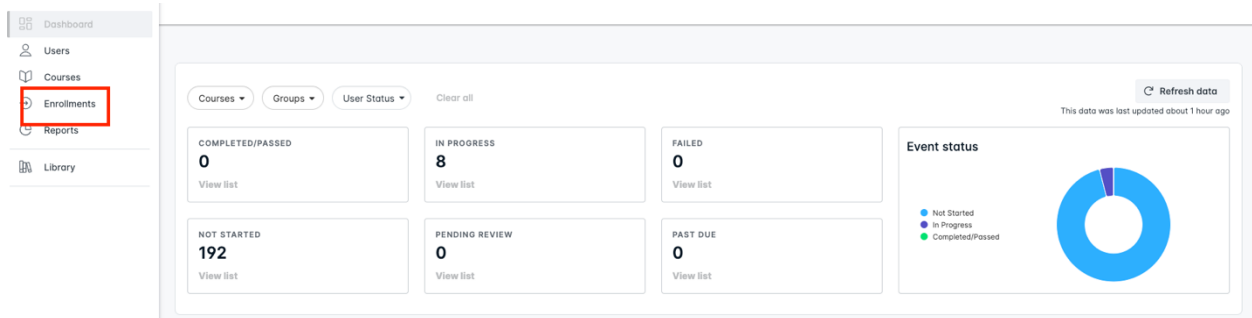 Dashboard
Users
Courses
Enrollments
Reports
Library
Courses Groups User Status Clear all
Refresh data
This data was last updated about 1 hour ago
COMPLETED/PASSED
0
View list
IN PROGRESS
8
View list
FAILED
0
View list
NOT STARTED
192
View list
PENDING REVIEW
0
View list
PAST DUE
0
View list
Event status
Not Started
In Progress
Completed/Passed